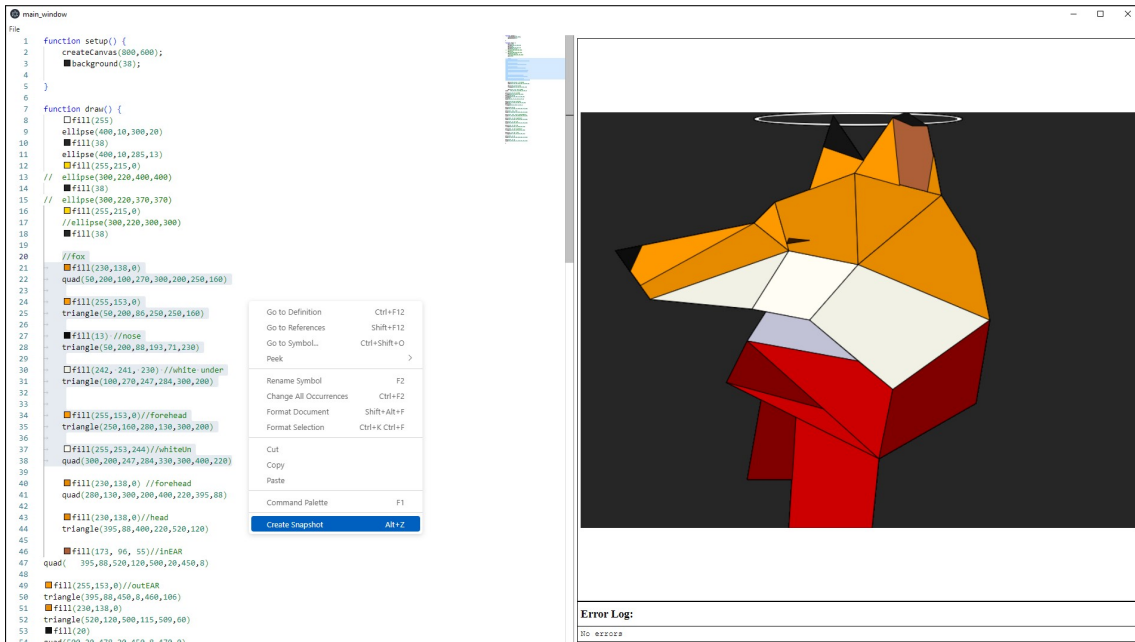 main_window
File
1 function setup() {
2 createCanvas(800,600);
3 background(38);
4
5 }
6
7 function draw() {
8 fill(255)
9 ellipse(400,10,300,20)
10 fill(38)
11 ellipse(400,10,285,13)
12 fill(255,215,0)
13 // ellipse(300,220,400,400)
14 fill(38)
15 // ellipse(300,220,370,370)
16 fill(255,215,0)
17 //ellipse(300,220,300,300)
18 fill(38)
19
20 //fox
21 fill(230,138,0)
22 quad(50,200,100,270,300,200,250,160)
23
24 fill(255,153,0)
25 triangle(50,200,86,250,250,160)
26
27 fill(13) //nose
28 triangle(50,200,88,193,71,230)
29
30 fill(242, 241, 230) //white under
31 triangle(100,270,247,284,300,200)
32
33
34 fill(255,153,0)//forehead
35 triangle(250,160,280,130,300,200)
36
37 fill(255,253,244)//whiteUn
38 quad(300,200,247,284,330,300,400,220)
39
40 fill(230,138,0) //forehead
41 quad(280,130,300,200,400,220,395,88)
42
43 fill(230,138,0)//head
44 triangle(395,88,400,220,520,120)
45
46 fill(173, 96, 55)//inEAR
47 quad( 395,88,520,120,500,20,450,8)
48
49 fill(255,153,0)//outEAR
50 triangle(395,88,450,8,460,106)
51 fill(230,138,0)
52 triangle(520,120,500,115,509,60)
53 fill(20)
Go to Definition Ctrl+F12
Go to References Shift+F12
Go to Symbol... Ctrl+Shift+O
Peek
Rename Symbol F2
Change All Occurrences Ctrl+F2
Format Document Shift+Alt+F
Format Selection Ctrl+K Ctrl+F
Cut
Copy
Paste
Command Palette F1
Create Snapshot Alt+Z
Error Log:
No errors